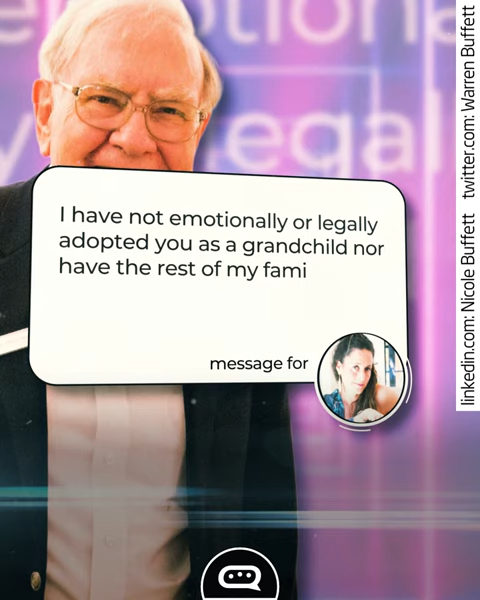 I have not emotionally or legally
adopted you as a grandchild nor
have the rest of my fami
message for
linkedin.com: Nicole Buffett twitter.com: Warren Buffett
egal